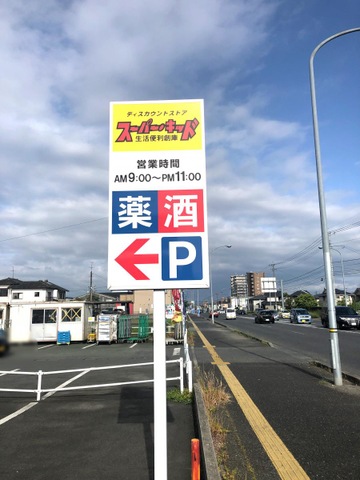 ディスカウントストア
スーパー・キッド
生活便利創庫
営業時間
AM9:00～PM11:00
薬 酒
P